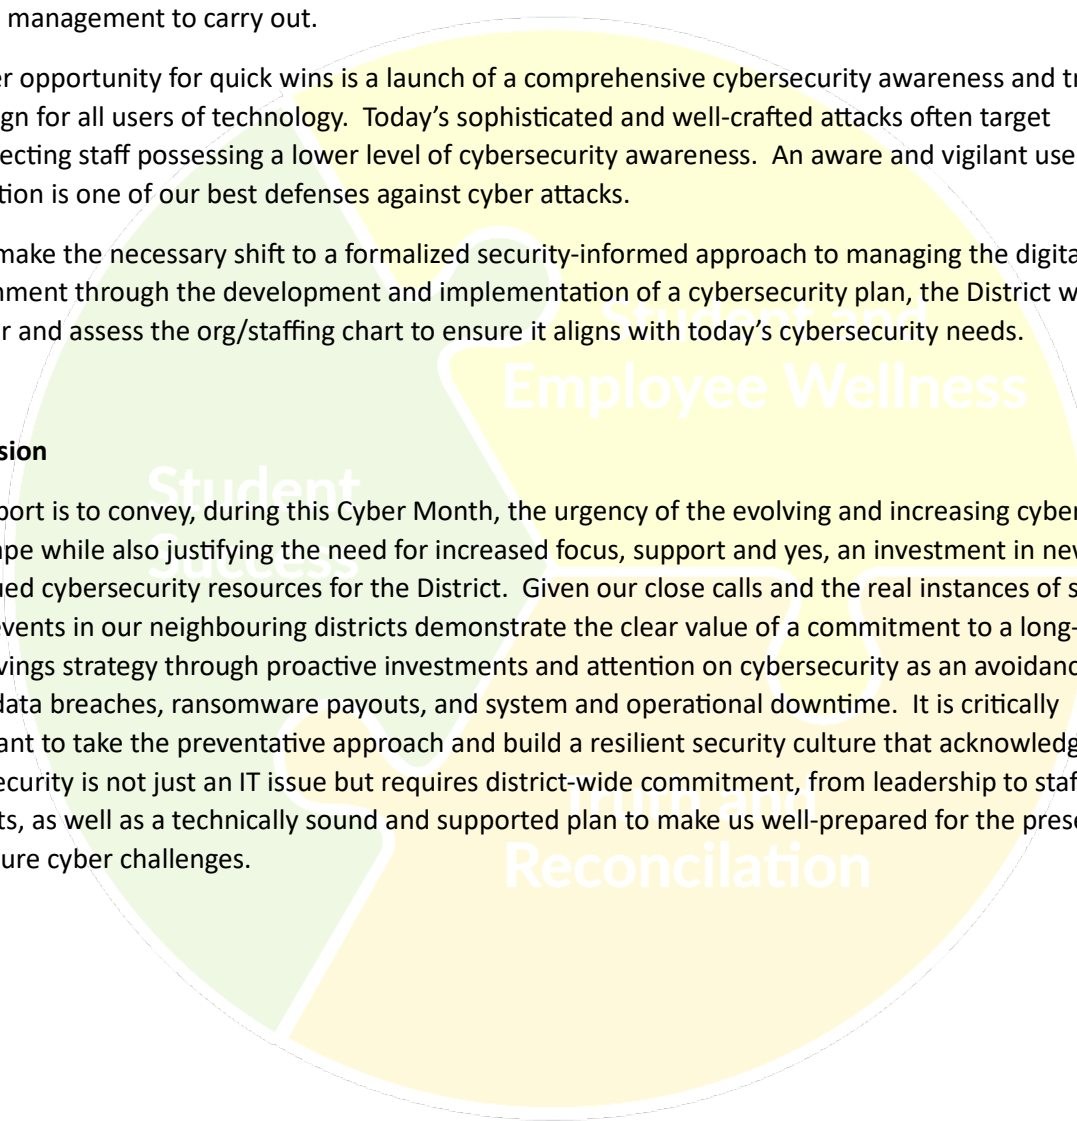 management to carry out.
er opportunity for quick wins is a launch of a comprehensive cybersecurity awareness and tr
ign for all users of technology.  Today's sophisticated and well-crafted attacks often target
ecting staff possessing a lower level of cybersecurity awareness.  An aware and vigilant use
tion is one of our best defenses against cyber attacks.
make the necessary shift to a formalized security-informed approach to managing the digita
nment through the development and implementation of a cybersecurity plan, the District w
r and assess the org/staffing chart to ensure it aligns with today's cybersecurity needs.
Student and
Employee Wellness
sion
Student
Success
port is to convey, during this Cyber Month, the urgency of the evolving and increasing cyber
ape while also justifying the need for increased focus, support and yes, an investment in new
ued cybersecurity resources for the District.  Given our close calls and the real instances of s
events in our neighbouring districts demonstrate the clear value of a commitment to a long-
vings strategy through proactive investments and attention on cybersecurity as an avoidanc
data breaches, ransomware payouts, and system and operational downtime.  It is critically
ant to take the preventative approach and build a resilient security culture that acknowledg
ecurity is not just an IT issue but requires district-wide commitment, from leadership to staf
ts, as well as a technically sound and supported plan to make us well-prepared for the prese
ure cyber challenges.
Truth and
Reconcilation